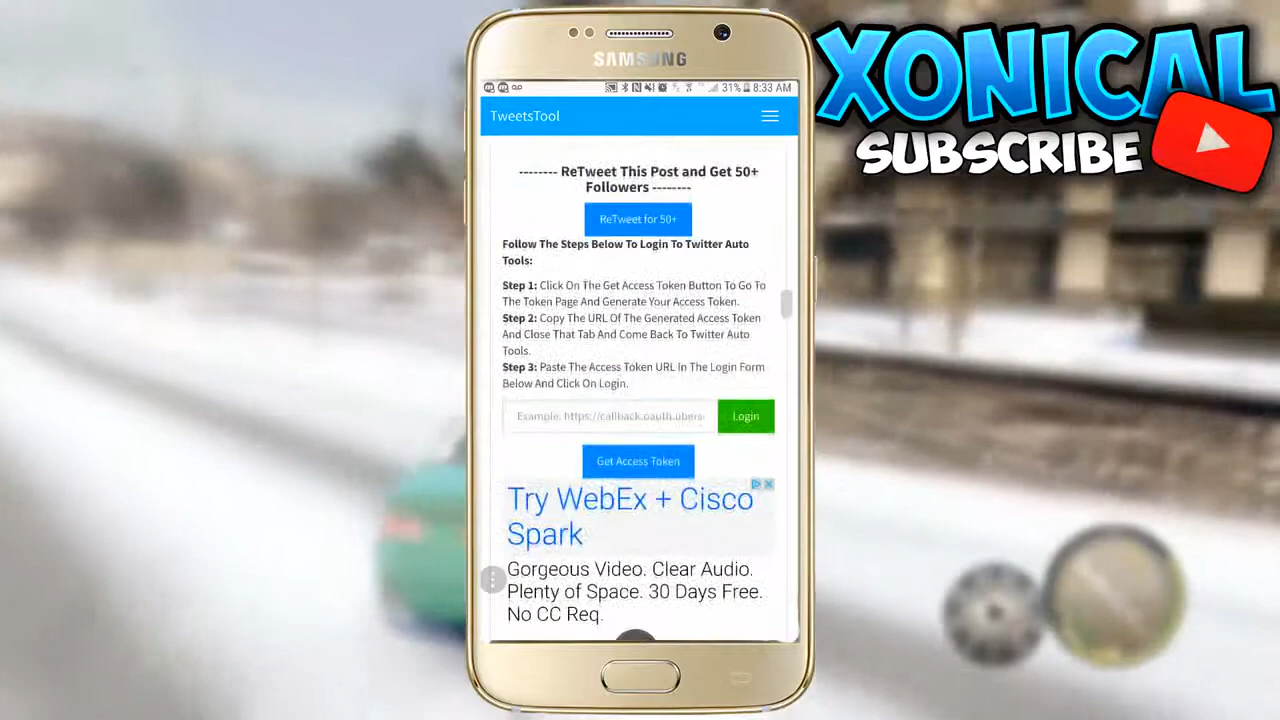 XONICAL
SUBSCRIBE
SAMSUNG
31% 8:33 AM
TweetsTool
-------- ReTweet This Post and Get 50+
Followers --------
ReTweet for 50+
Follow The Steps Below To Login To Twitter Auto
Tools:
Step 1: Click On The Get Access Token Button To Go To
The Token Page And Generate Your Access Token.
Step 2: Copy The URL Of The Generated Access Token
And Close That Tab And Come Back To Twitter Auto
Tools.
Step 3: Paste The Access Token URL In The Login Form
Below And Click On Login.
Example: https://callback.oauth.ubers
Login
Get Access Token
Try WebEx + Cisco
Spark
Gorgeous Video. Clear Audio.
Plenty of Space. 30 Days Free.
No CC Req.